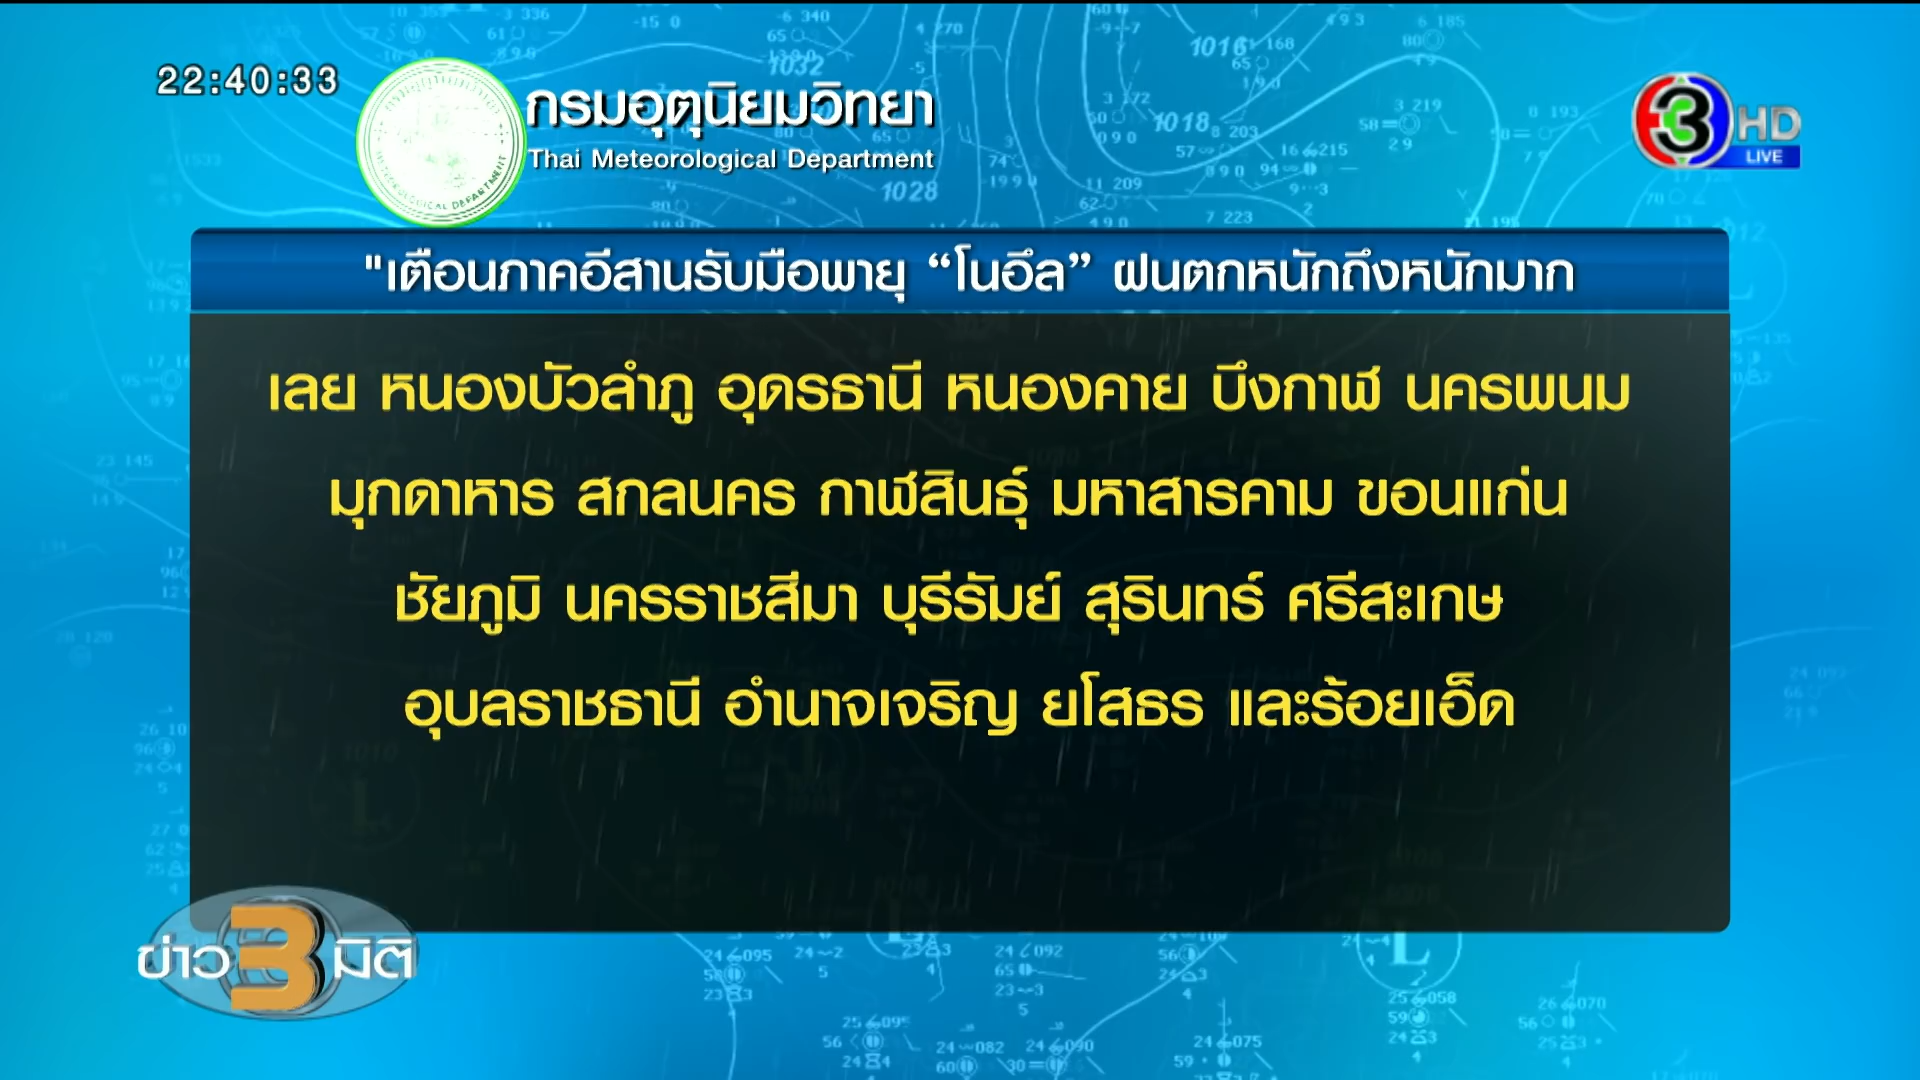 22:40:33
กรมอุตุนิยมวิทยา
Thai Meteorological Department
3 HD
LIVE
"เตือนภาคอีสานรับมือพายุ “โนอึล” ฝนตกหนักถึงหนักมาก
เลย หนองบัวลำภู อุดรธานี หนองคาย บึงกาฬ นครพนม
มุกดาหาร สกลนคร กาฬสินธุ์ มหาสารคาม ขอนแก่น
ชัยภูมิ นครราชสีมา บุรีรัมย์ สุรินทร์ ศรีสะเกษ
อุบลราชธานี อำนาจเจริญ ยโสธร และร้อยเอ็ด
ข่าว 3 มิติ